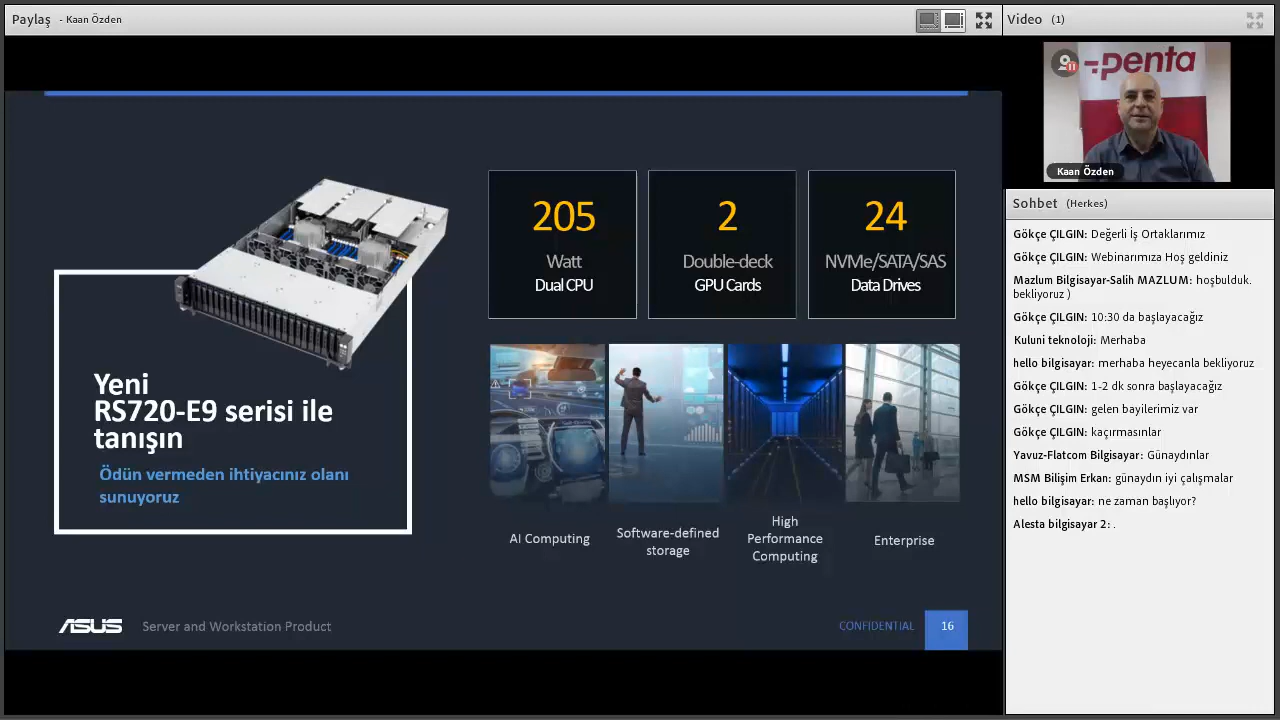 Paylaş - Kaan Özden
Video (1)
penta
Kaan Özden
205
Watt
Dual CPU
2
Double-deck
GPU Cards
24
NVMe/SATA/SAS
Data Drives
Yeni
RS720-E9 serisi ile
tanışın
Ödün vermeden ihtiyacınız olanı
sunuyoruz
AI Computing
Software-defined
storage
High
Performance
Computing
Enterprise
ASUS Server and Workstation Product
CONFIDENTIAL 16
Sohbet (Herkes)
Gökçe ÇILGIN: Değerli İş Ortaklarımız
Gökçe ÇILGIN: Webinarımıza Hoş geldiniz
Mazlum Bilgisayar-Salih MAZLUM: hoşbulduk.
bekliyoruz )
Gökçe ÇILGIN: 10:30 da başlayacağız
Kuluni teknoloji: Merhaba
hello bilgisayar: merhaba heyecanla bekliyoruz
Gökçe ÇILGIN: 1-2 dk sonra başlayacağız
Gökçe ÇILGIN: gelen bayilerimiz var
Gökçe ÇILGIN: kaçırmasınlar
Yavuz-Flatcom Bilgisayar: Günaydınlar
MSM Bilişim Erkan: günaydın iyi çalışmalar
hello bilgisayar: ne zaman başlıyor?
Alesta bilgisayar 2: .